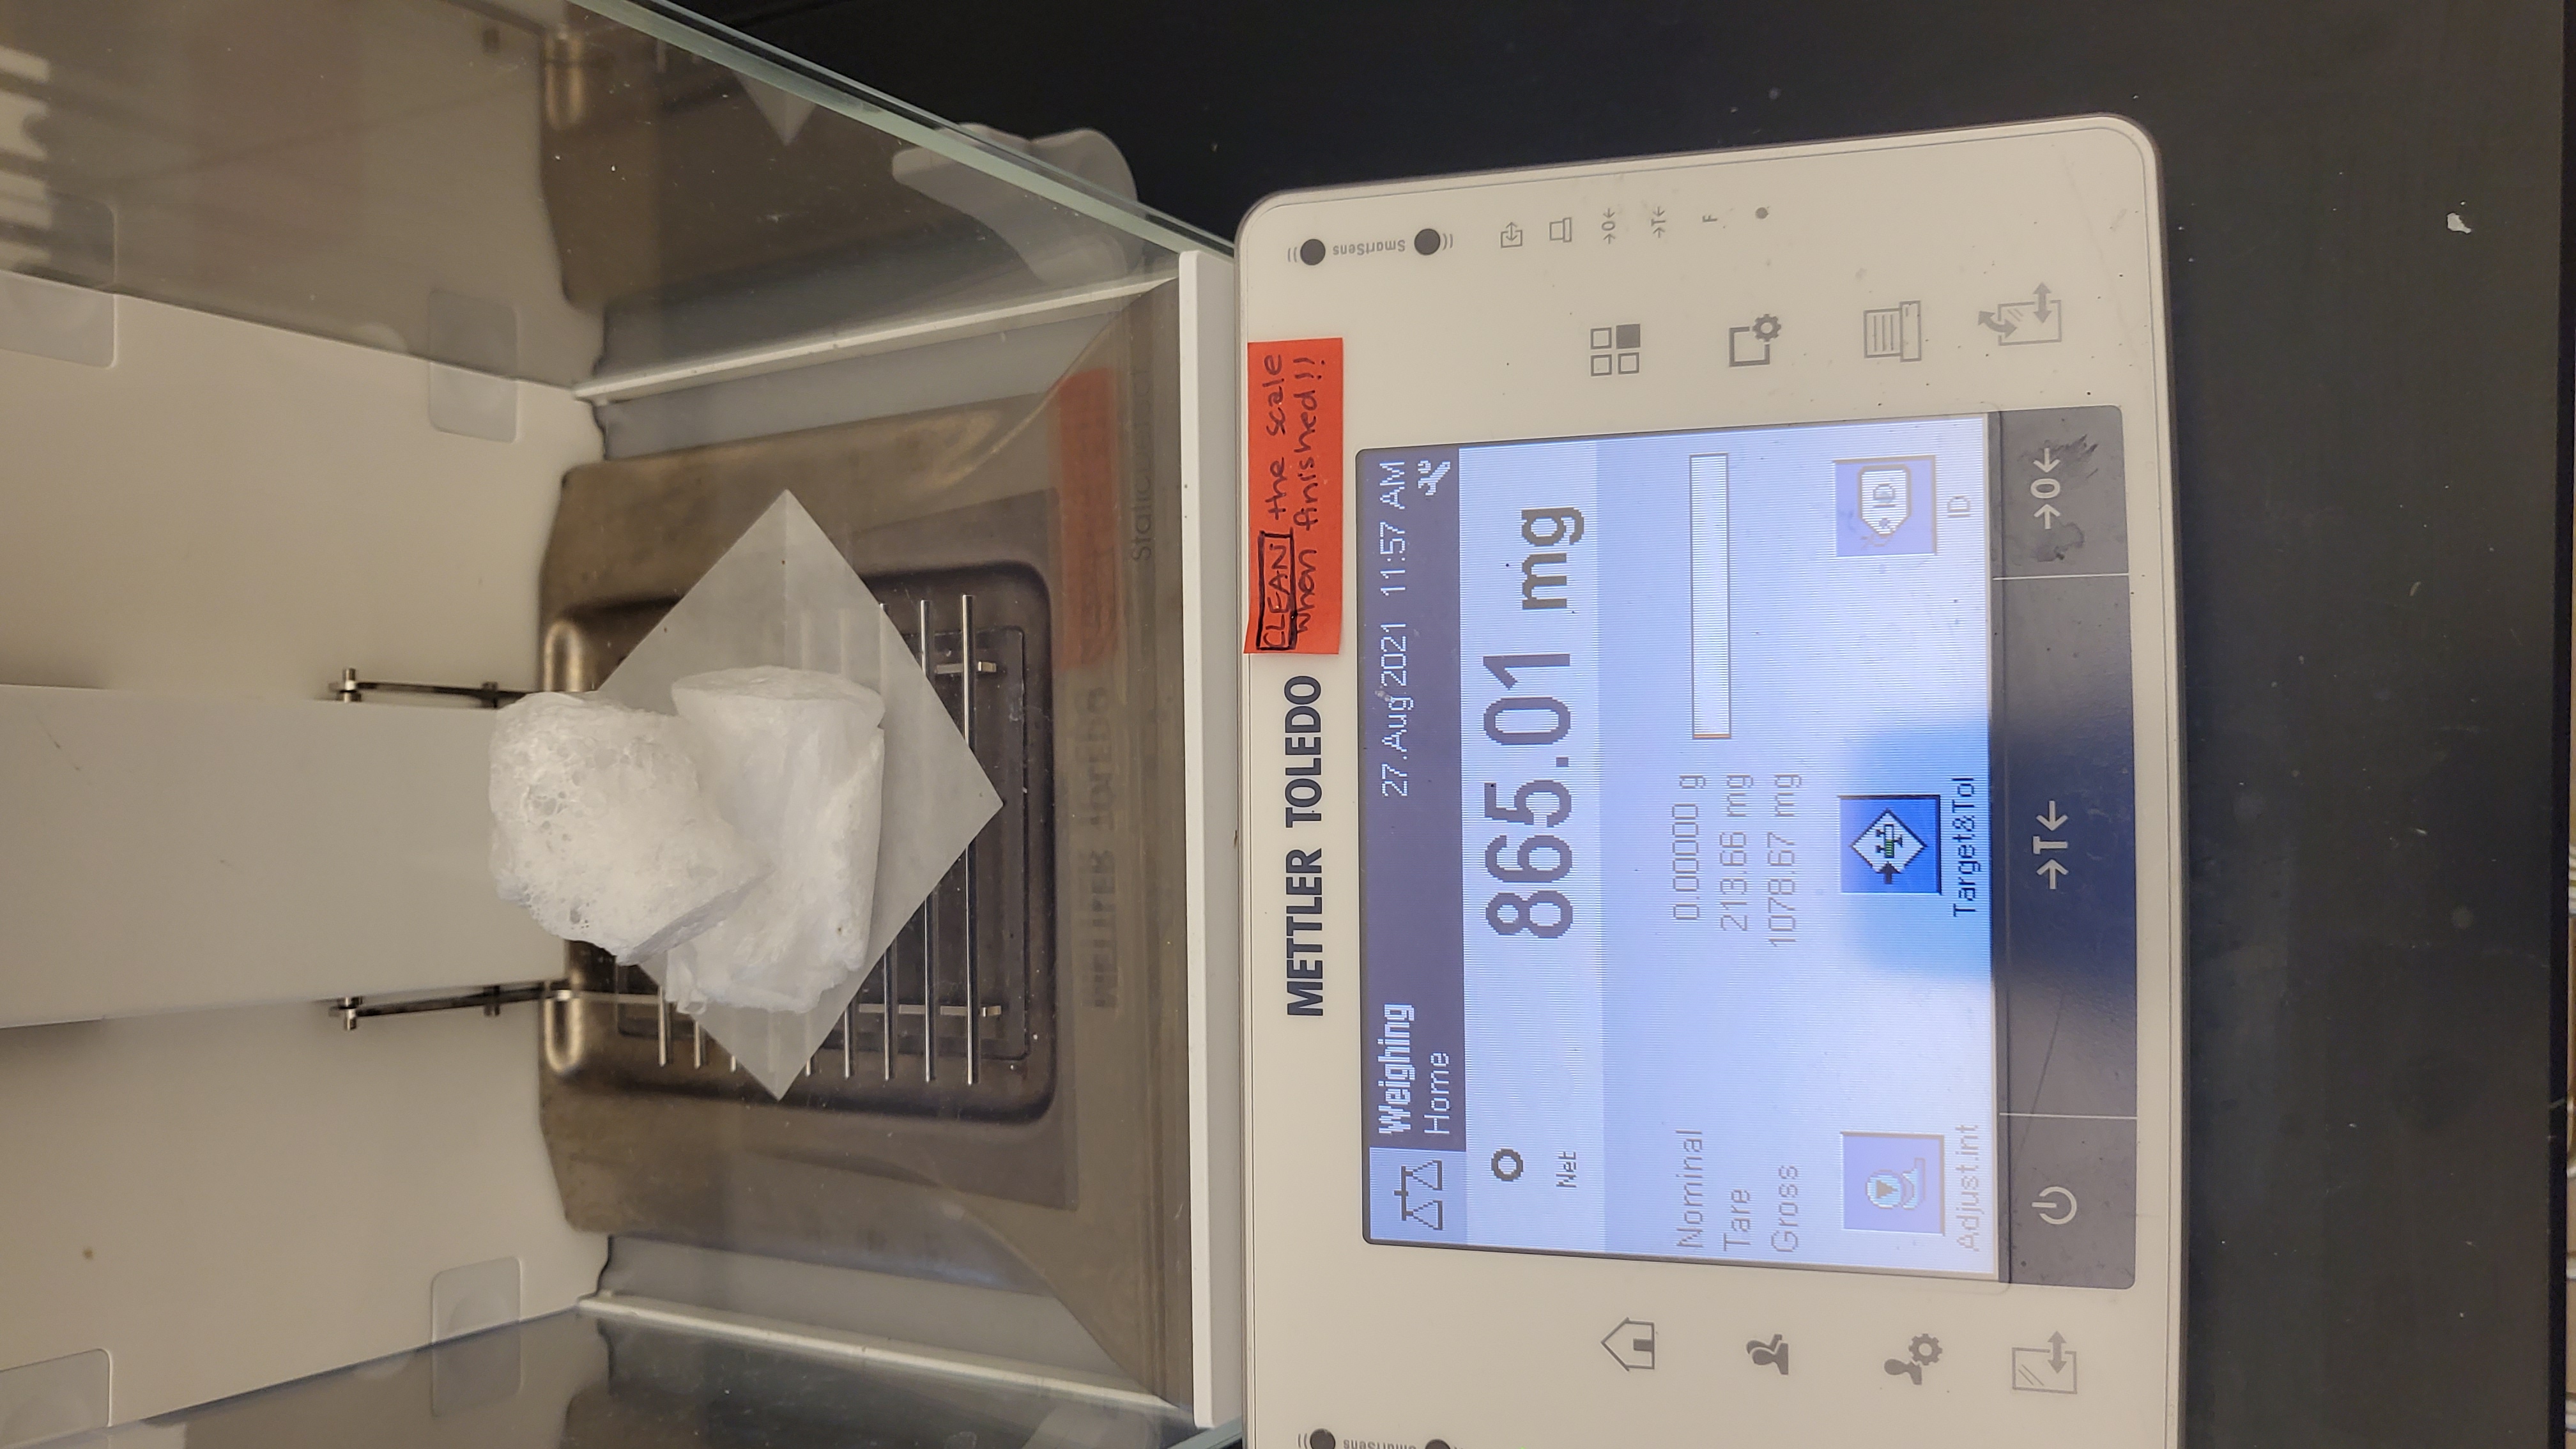 StaticDetect
METTLER TOLEDO
CLEAN the scale
when finished!!
SmartSens
SmartSens
Weighing
27.Aug 2021 11:57 AM
Home
865.01 mg
Net
Nominal 0.00000 g
Tare 213.66 mg
Gross 1078.67 mg
Adjust.int
Target&Tol
ID
ID
→T←
→0←
→0←
→T←
F